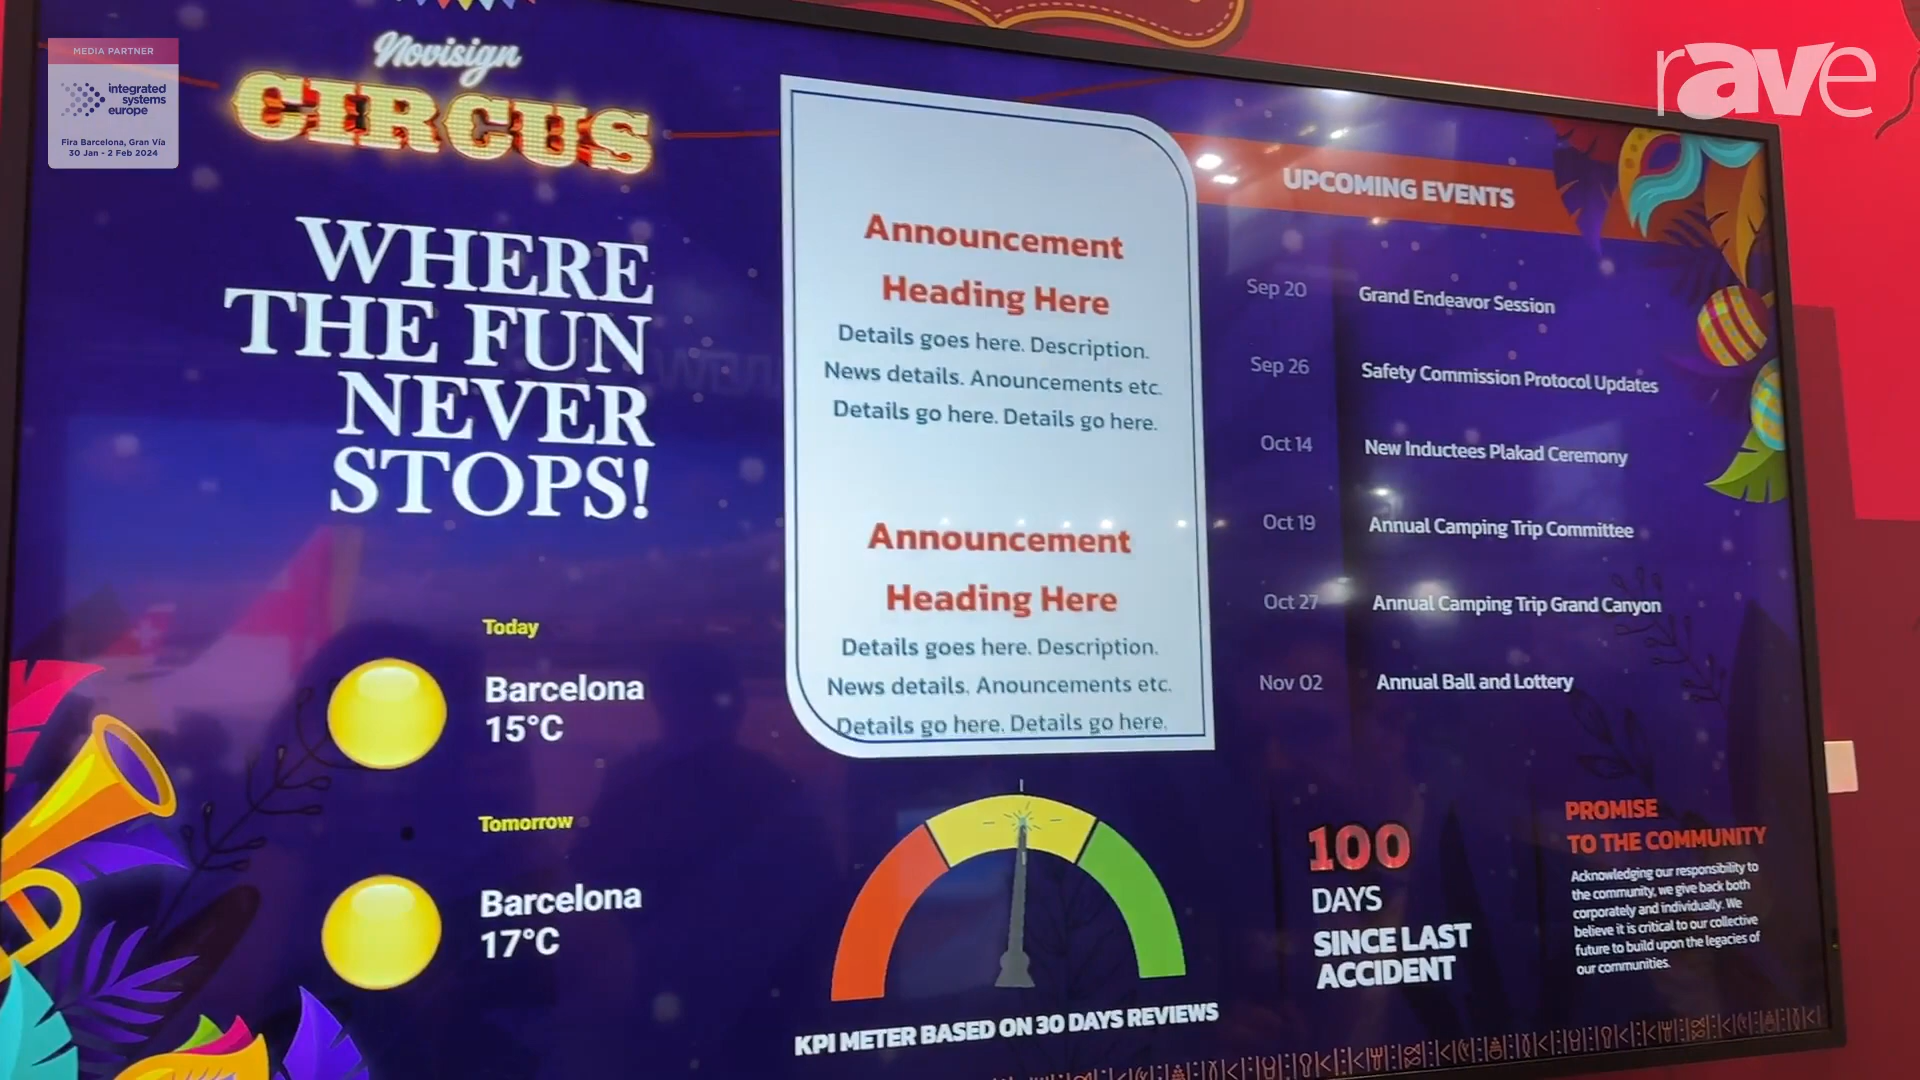 MEDIA PARTNER
integrated
systems
europe
Fira Barcelona, Gran Vía
30 Jan - 2 Feb 2024
rave
Novisign
CIRCUS
WHERE
THE FUN
NEVER
STOPS!
Today
Barcelona
15°C
Tomorrow
Barcelona
17°C
Announcement
Heading Here
Details goes here. Description.
News details. Anouncements etc.
Details go here. Details go here.
Announcement
Heading Here
Details goes here. Description.
News details. Anouncements etc.
Details go here. Details go here.
KPI METER BASED ON 30 DAYS REVIEWS
UPCOMING EVENTS
Sep 20 Grand Endeavor Session
Sep 26 Safety Commission Protocol Updates
Oct 14 New Inductees Plakad Ceremony
Oct 19 Annual Camping Trip Committee
Oct 27 Annual Camping Trip Grand Canyon
Nov 02 Annual Ball and Lottery
100
DAYS
SINCE LAST
ACCIDENT
PROMISE
TO THE COMMUNITY
Acknowledging our responsibility to
the community, we give back both
corporately and individually. We
believe it is critical to our collective
future to build upon the legacies of
our communities.